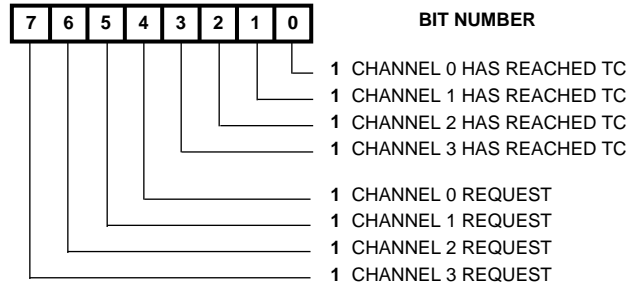 7 6 5 4 3 2 1 0 BIT NUMBER
1 CHANNEL 0 HAS REACHED TC
1 CHANNEL 1 HAS REACHED TC
1 CHANNEL 2 HAS REACHED TC
1 CHANNEL 3 HAS REACHED TC
1 CHANNEL 0 REQUEST
1 CHANNEL 1 REQUEST
1 CHANNEL 2 REQUEST
1 CHANNEL 3 REQUEST